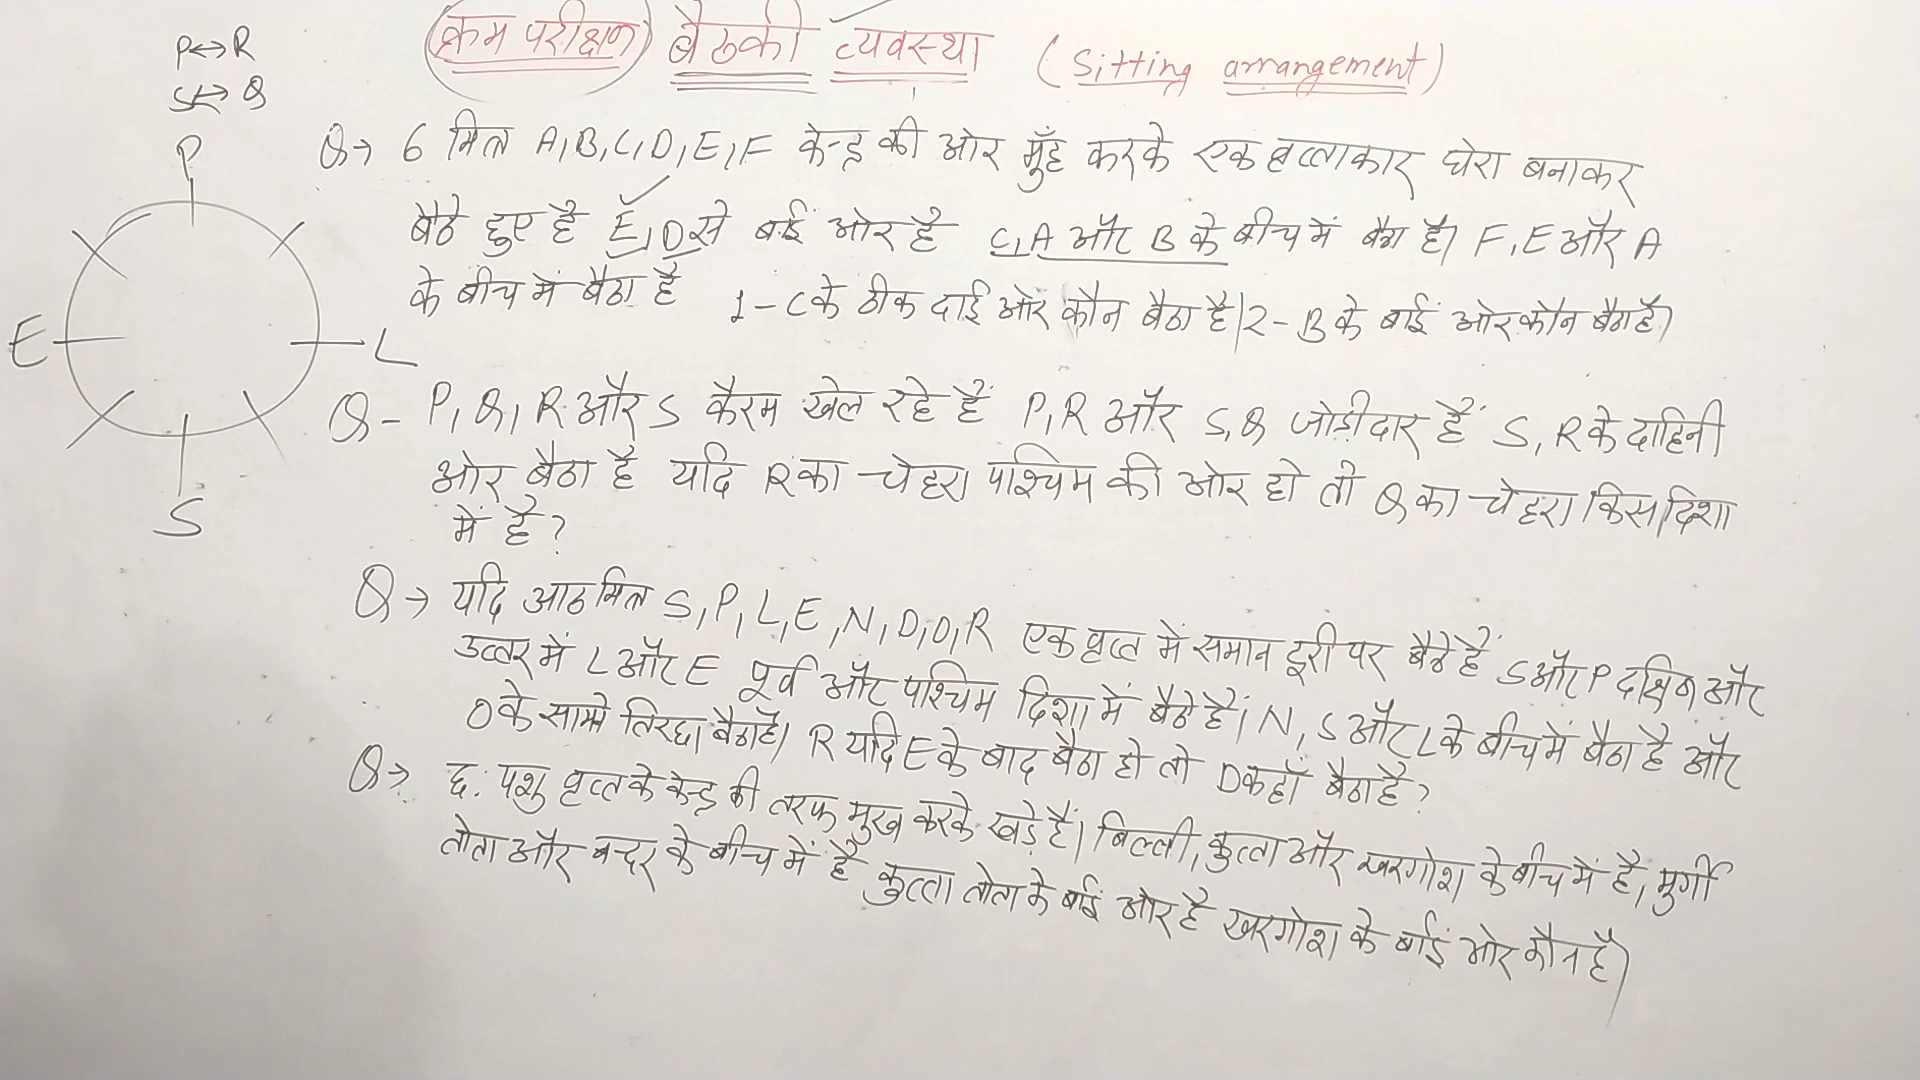 क्रम परीक्षण बैठकी व्यवस्था (Sitting arrangement)
P↔R
S↔Q
P
E
L
S
Q→ 6 मित्र A,B,C,D,E,F केन्द्र की ओर मुँह करके एक वृत्ताकार घेरा बनाकर
बैठे हुए है E,D से बाईं ओर है C,A और B के बीच में बैठा है। F,E और A
के बीच में बैठा है 1-C के ठीक दाईं ओर कौन बैठा है। 2-B के बाईं ओर कौन बैठा है।
Q- P,Q,R और S कैरम खेल रहे हैं P,R और S,Q जोड़ीदार हैं S,R के दाहिनी
ओर बैठा है यदि R का चेहरा पश्चिम की ओर हो तो Q का चेहरा किस दिशा
में है?
Q→ यदि आठ मित्र S,P,L,E,N,D,O,R एक वृत्त में समान दूरी पर बैठे हैं S और P दक्षिण और
उत्तर में L और E पूर्व और पश्चिम दिशा में बैठे हैं। N,S और L के बीच में बैठा है और
O के सामने तिरछा बैठा है। R यदि E के बाद बैठा हो तो D कहाँ बैठा है?
Q→ छ: पशु वृत्त के केन्द्र की तरफ मुख करके खड़े हैं। बिल्ली, कुत्ता और खरगोश के बीच में है, मुर्गी
तोता और बन्दर के बीच में है कुत्ता तोता के बाईं ओर है खरगोश के बाईं ओर कौन है।